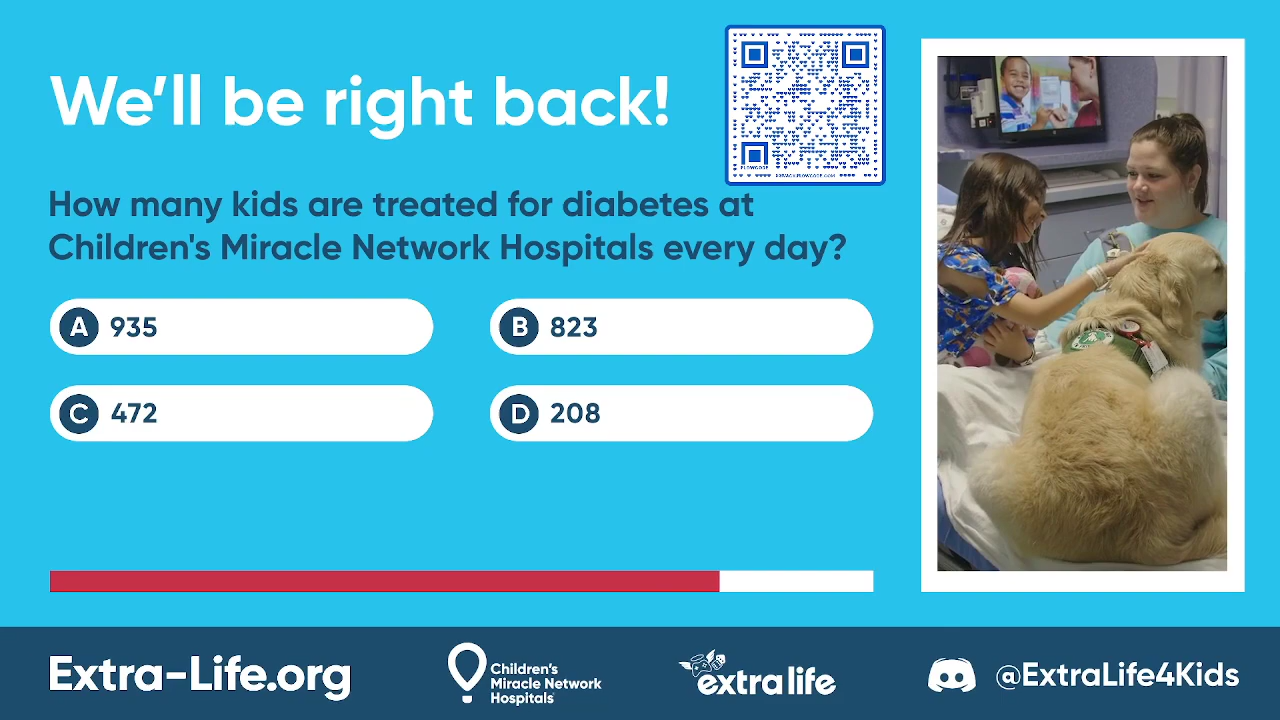 We'll be right back!
FLOWCODE
How many kids are treated for diabetes at
Children's Miracle Network Hospitals every day?
A 935
B 823
C 472
D 208
Extra-Life.org
Children's
Miracle Network
Hospitals
extra life
@ExtraLife4Kids